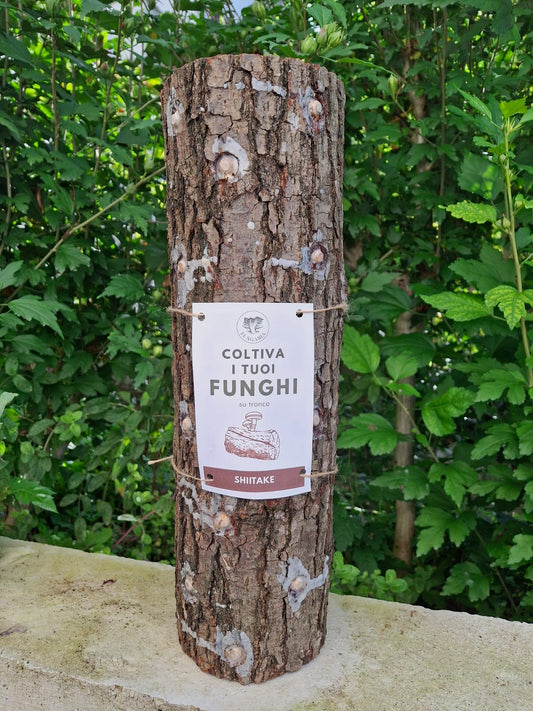 COLTIVA
I TUOI
FUNGHI
su tronco
SHIITAKE